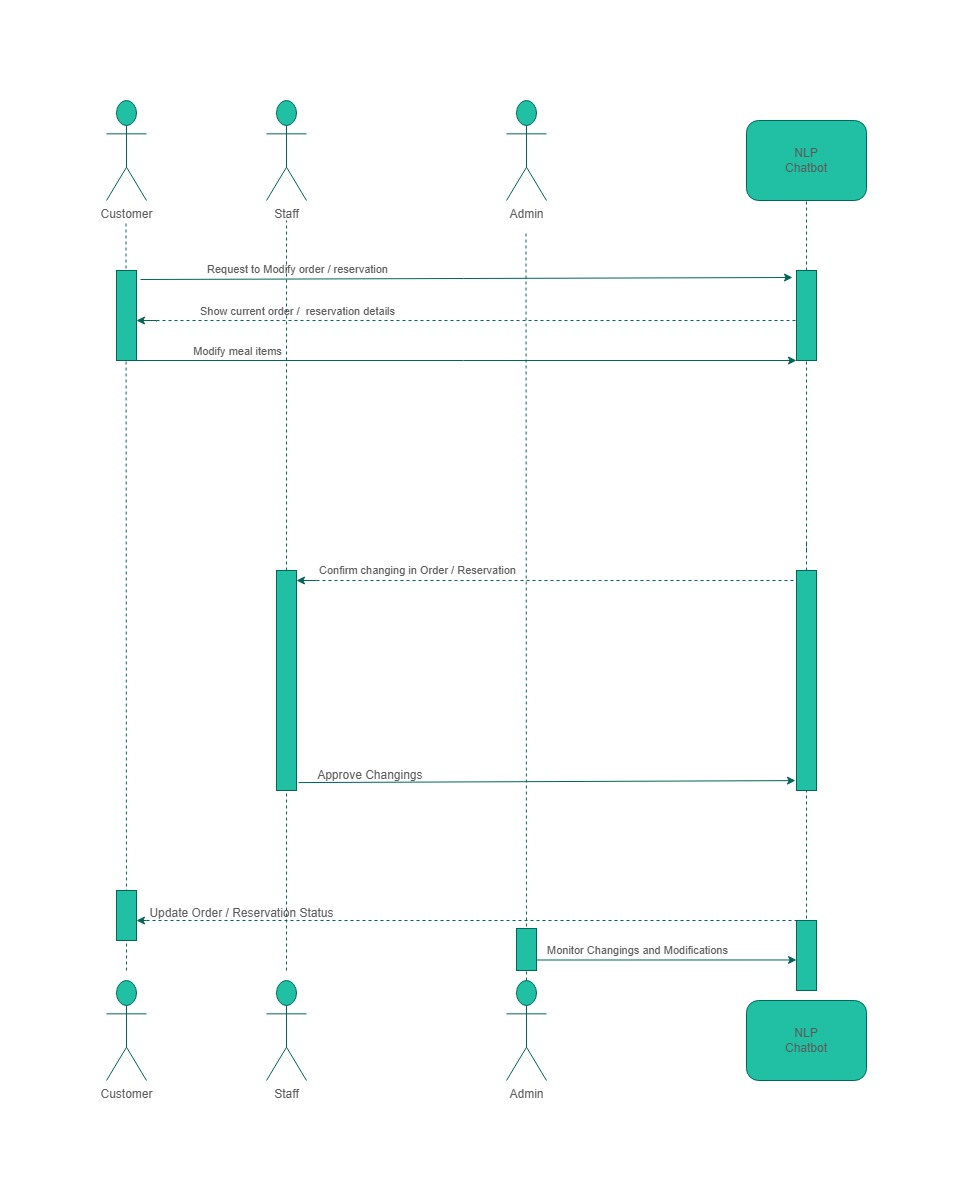 NLP
Chatbot
Customer
Staff
Admin
Request to Modify order / reservation
Show current order /  reservation details
Modify meal items
Confirm changing in Order / Reservation
Approve Changings
Update Order / Reservation Status
Monitor Changings and Modifications
NLP
Chatbot
Customer
Staff
Admin